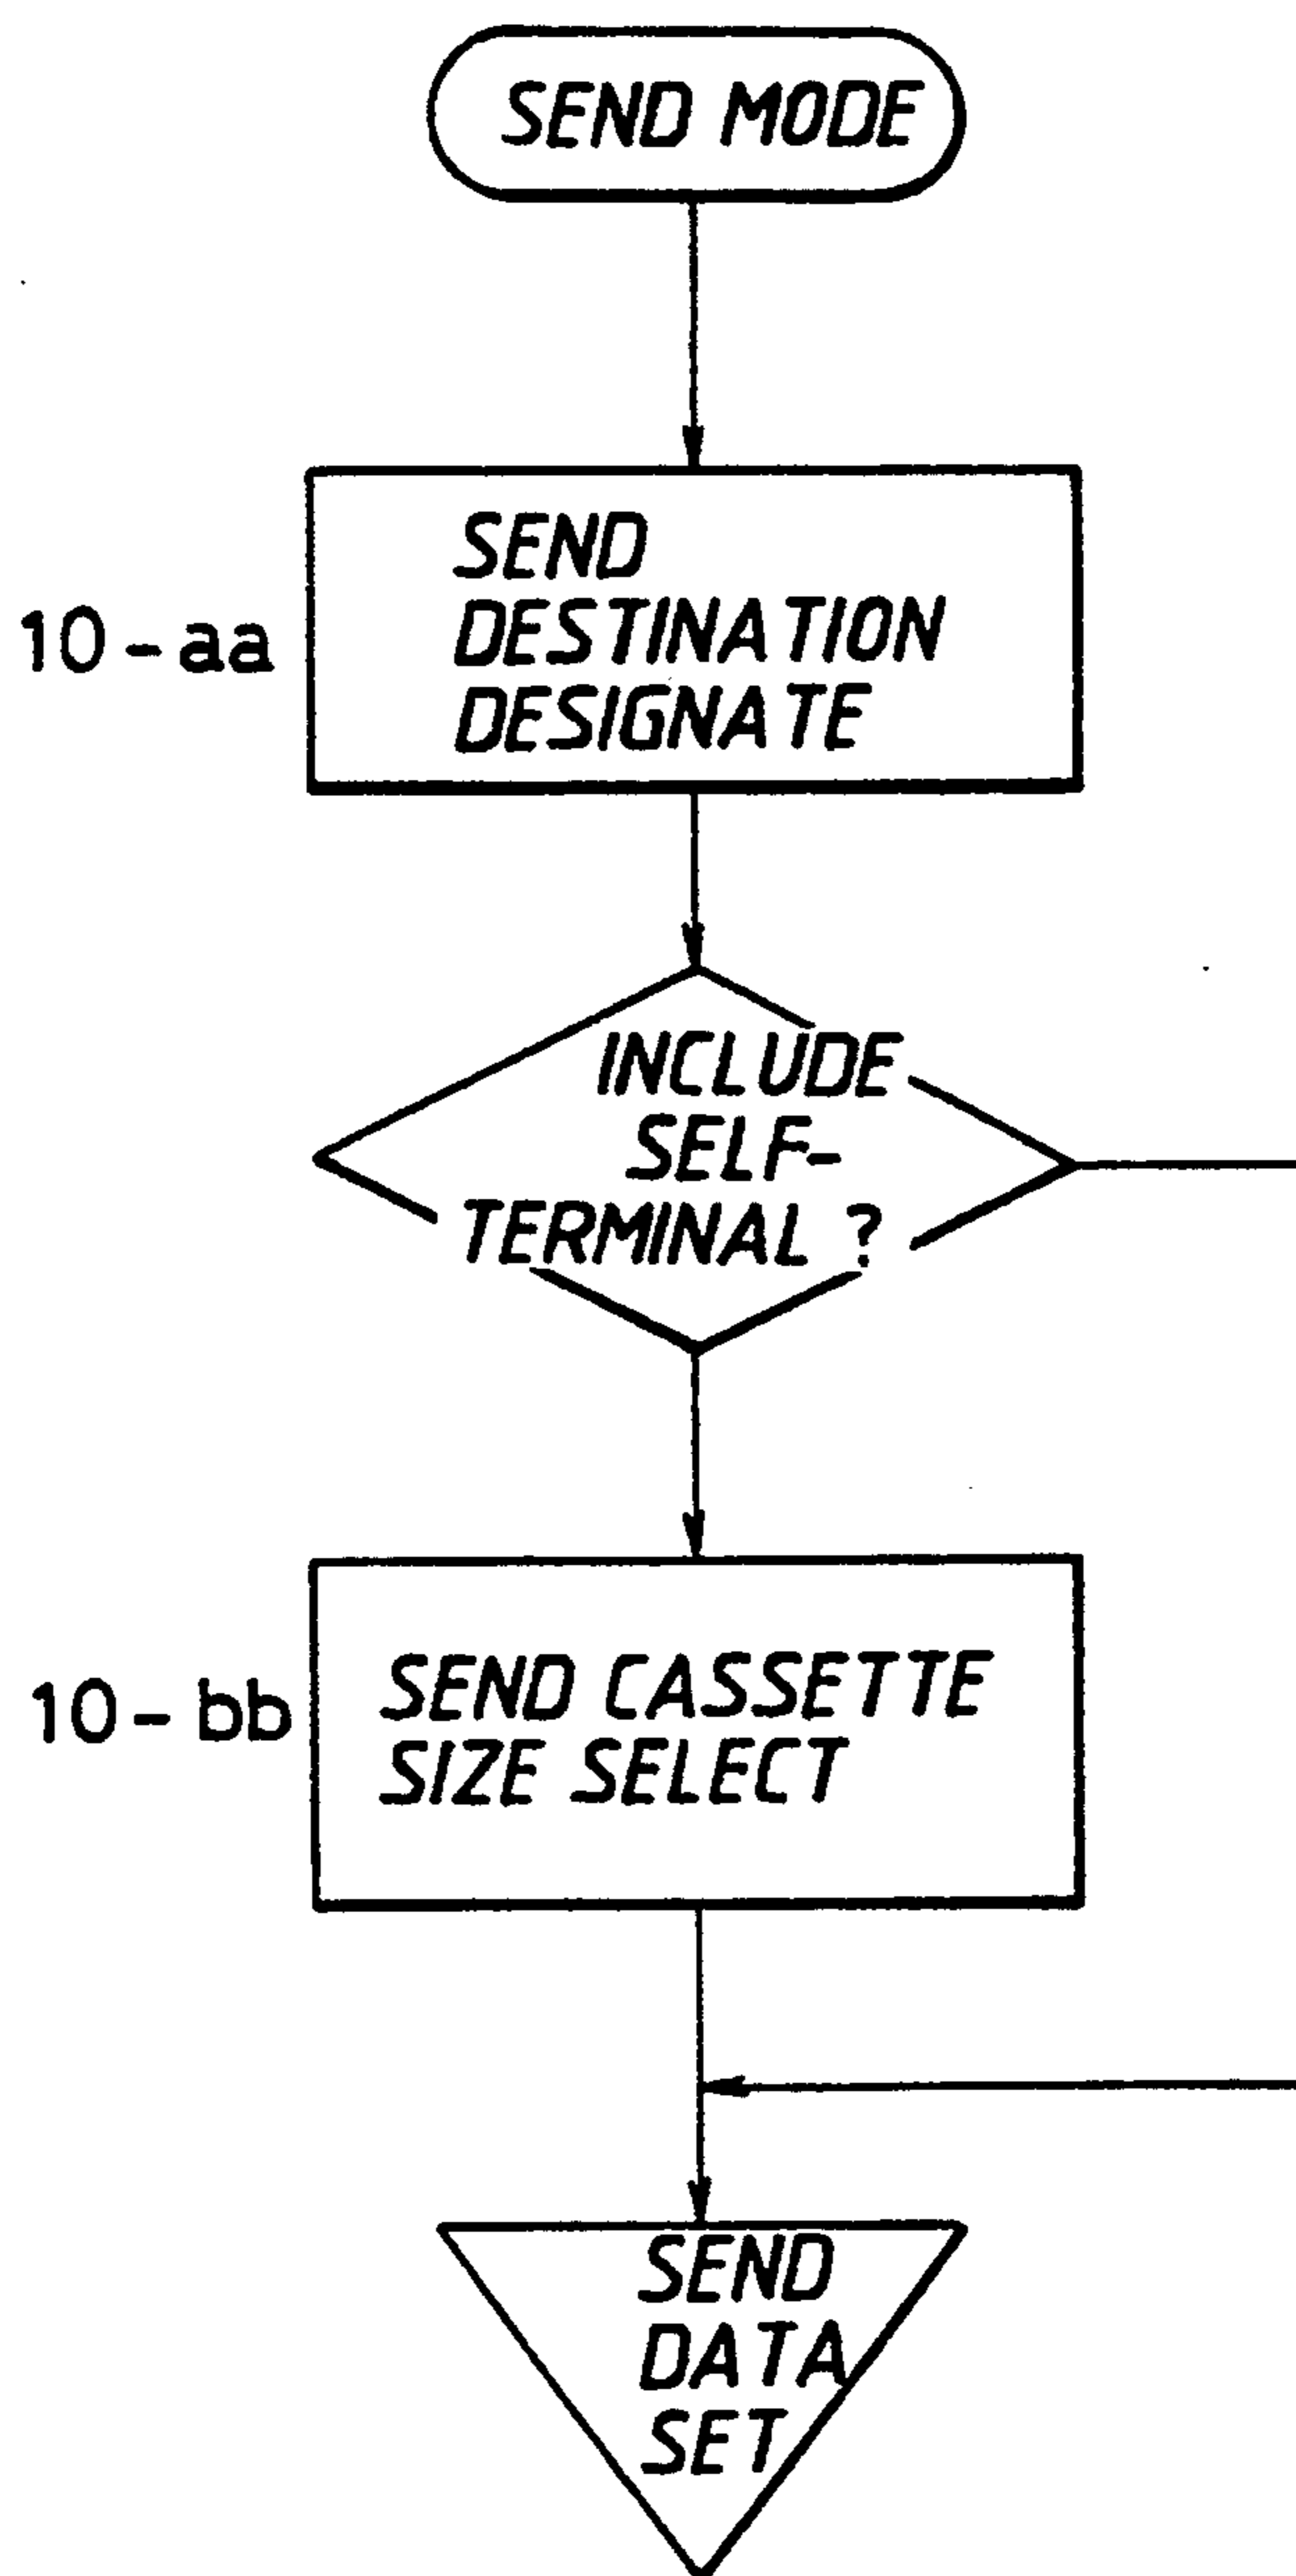 SEND MODE
10-aa
SEND
DESTINATION
DESIGNATE
INCLUDE
SELF-
TERMINAL ?
10-bb
SEND CASSETTE
SIZE SELECT
SEND
DATA
SET